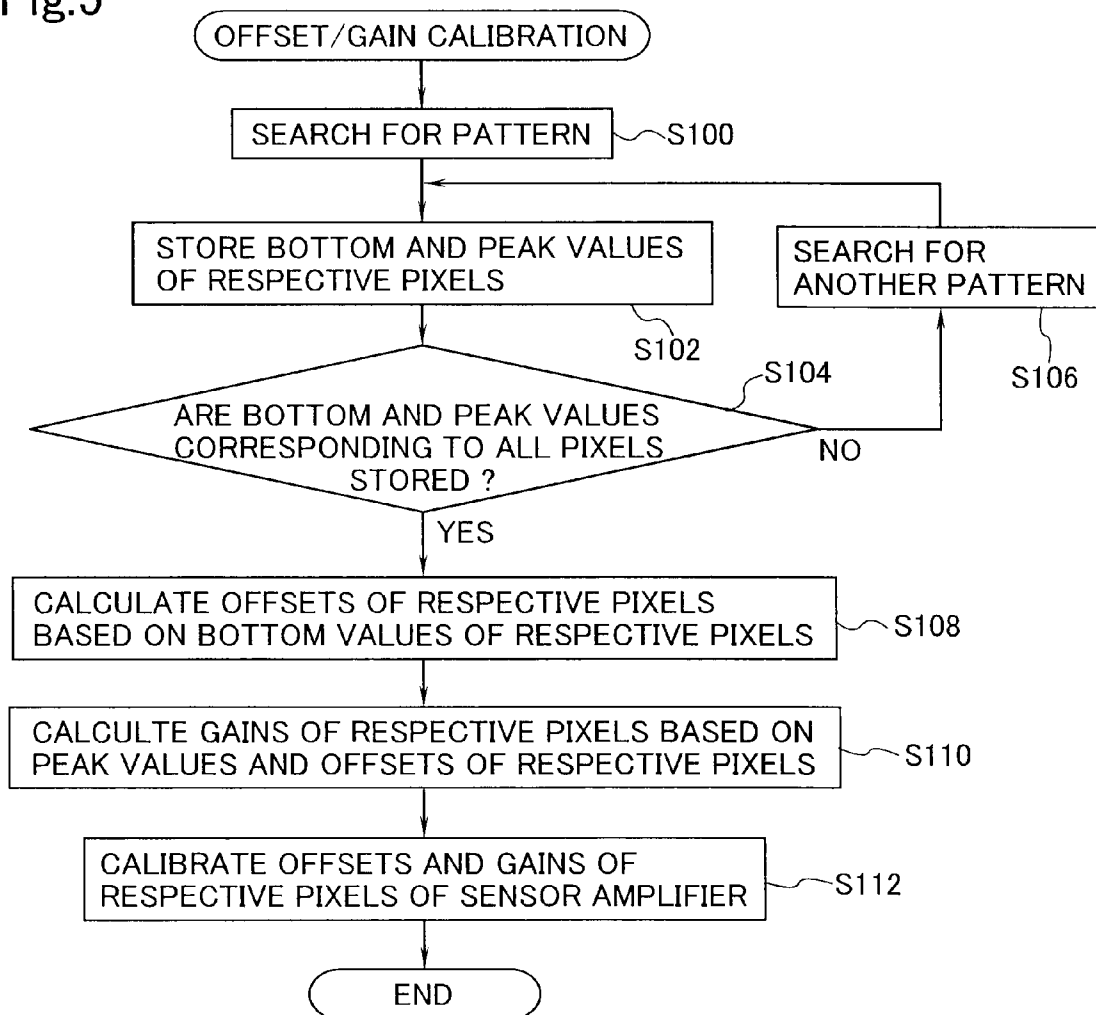 Fig.5
OFFSET/GAIN CALIBRATION
SEARCH FOR PATTERN
S100
STORE BOTTOM AND PEAK VALUES
OF RESPECTIVE PIXELS
S102
SEARCH FOR
ANOTHER PATTERN
S106
S104
ARE BOTTOM AND PEAK VALUES
CORRESPONDING TO ALL PIXELS
STORED ?
NO
YES
CALCULATE OFFSETS OF RESPECTIVE PIXELS
BASED ON BOTTOM VALUES OF RESPECTIVE PIXELS
S108
CALCULTE GAINS OF RESPECTIVE PIXELS BASED ON
PEAK VALUES AND OFFSETS OF RESPECTIVE PIXELS
S110
CALIBRATE OFFSETS AND GAINS OF
RESPECTIVE PIXELS OF SENSOR AMPLIFIER
S112
END